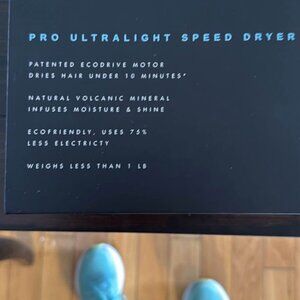 PRO ULTRALIGHT SPEED DRYER
PATENTED ECODRIVE MOTOR
DRIES HAIR UNDER 10 MINUTES*
NATURAL VOLCANIC MINERAL
INFUSES MOISTURE & SHINE
ECOFRIENDLY, USES 75%
LESS ELECTRICTY
WEIGHS LESS THAN 1 LB